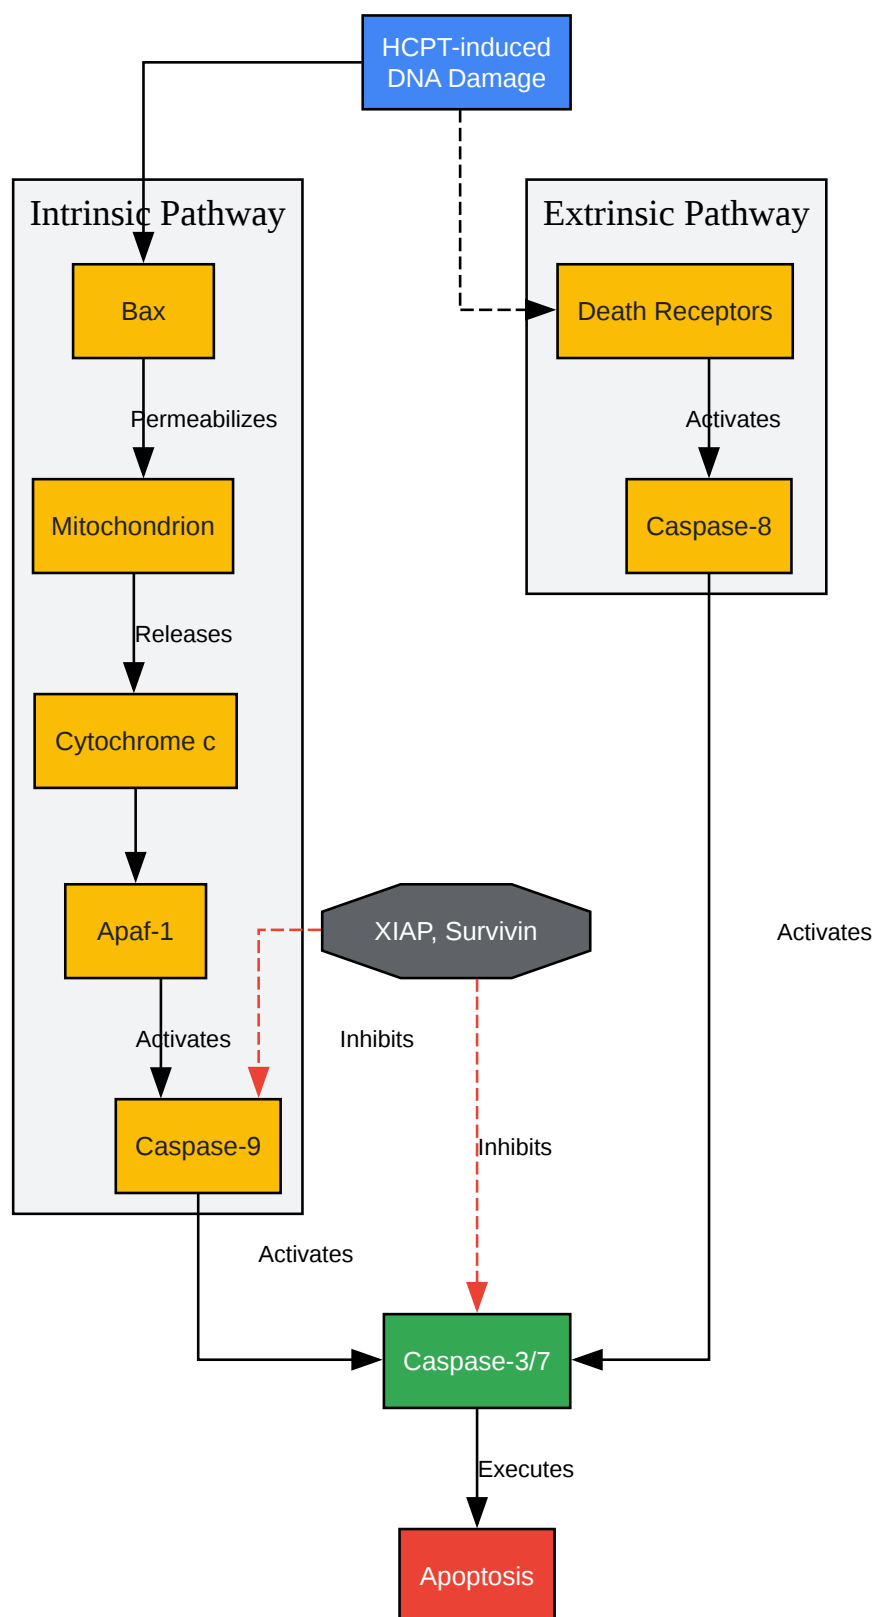 HCPT-induced
DNA Damage
Intrinsic Pathway
Extrinsic Pathway
Bax
Death Receptors
Permeabilizes
Activates
Mitochondrion
Caspase-8
Releases
Cytochrome c
Apaf-1
XIAP, Survivin
Activates
Activates
Inhibits
Caspase-9
Inhibits
Activates
Caspase-3/7
Executes
Apoptosis